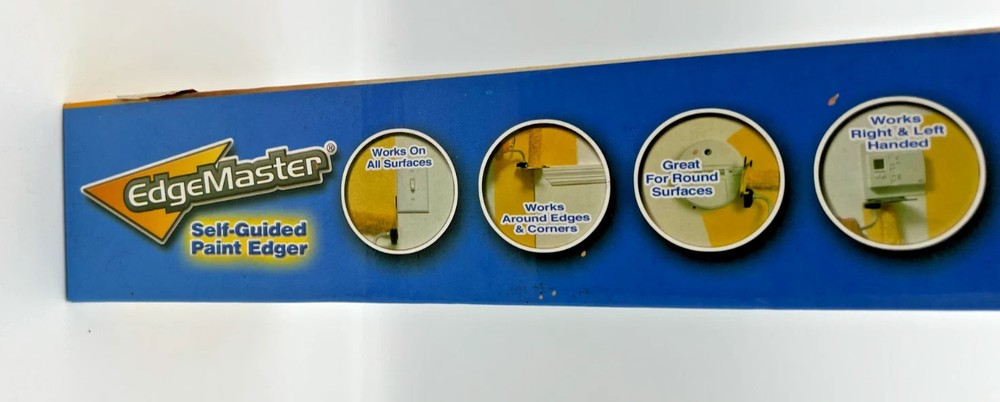 EdgeMaster®
Self-Guided
Paint Edger
Works On
All Surfaces
Works
Around Edges
& Corners
Great
For Round
Surfaces
Works
Right & Left
Handed